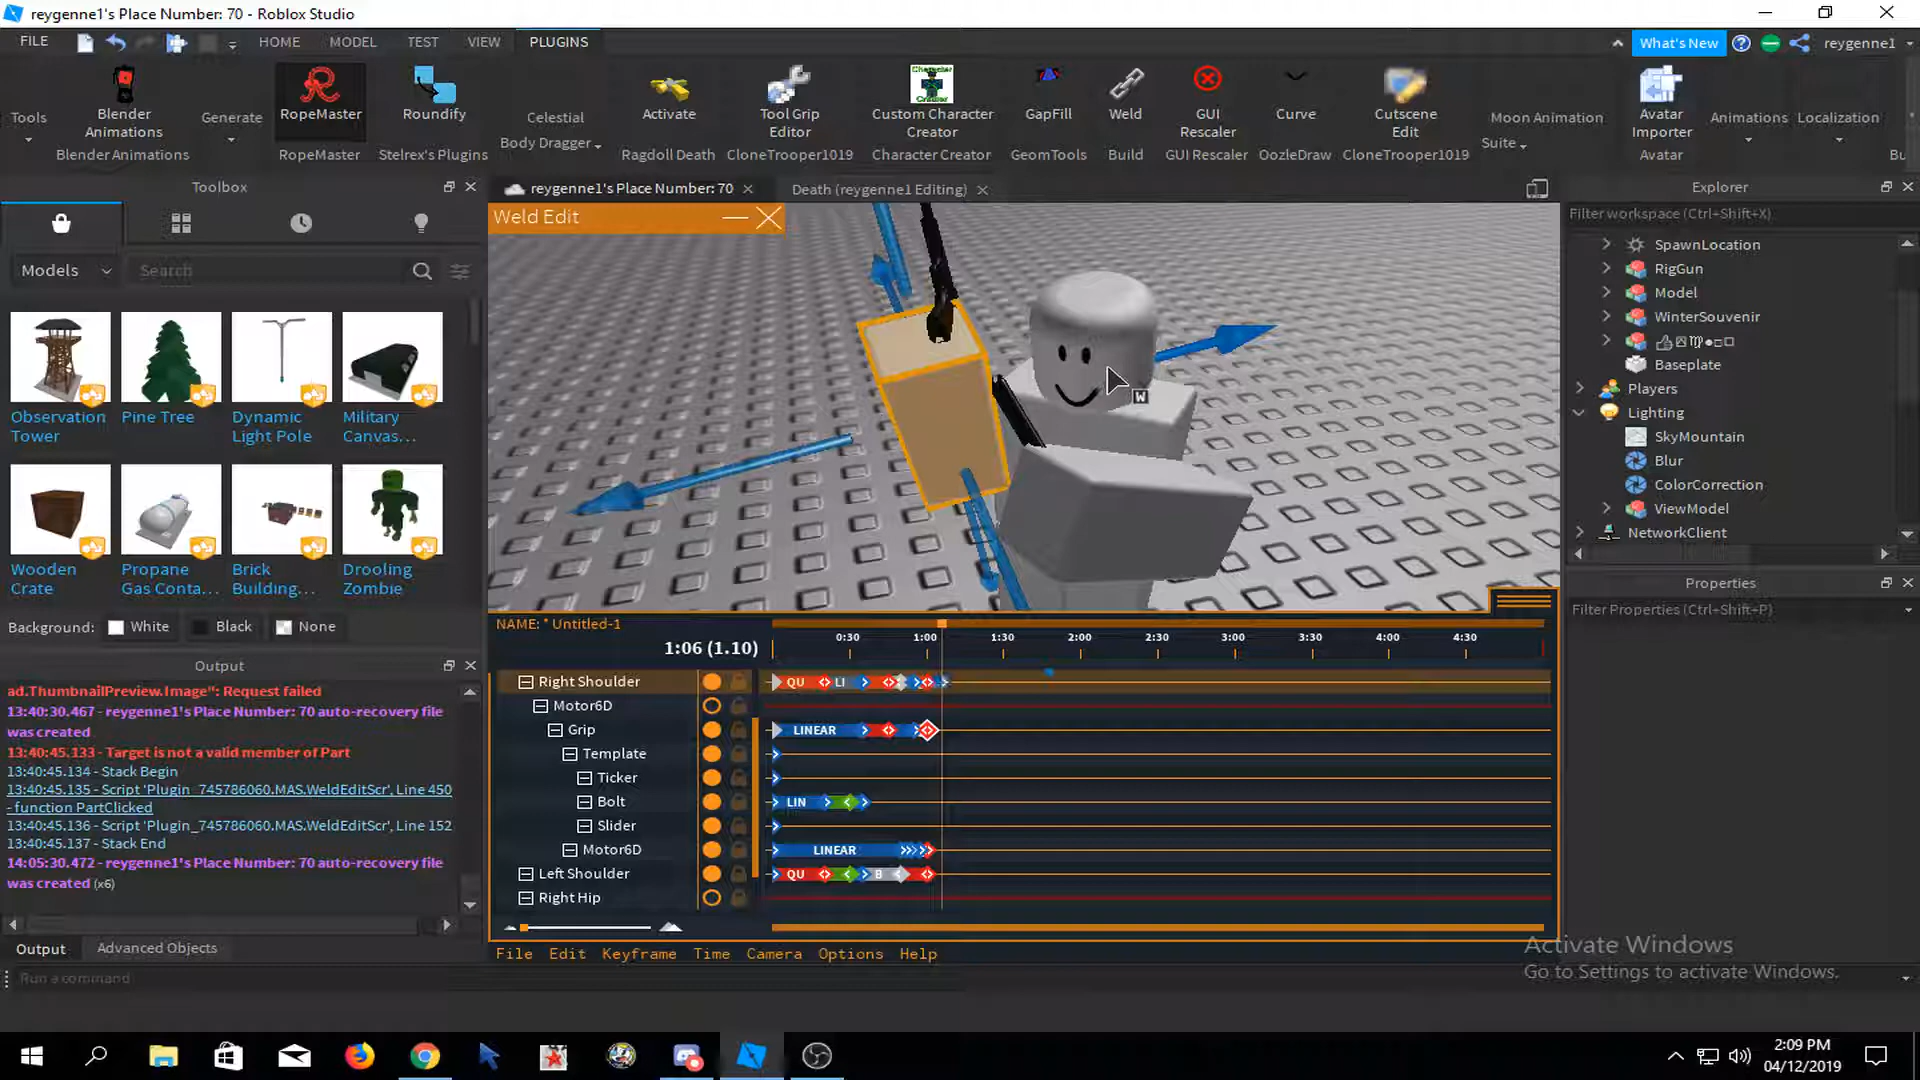 reygenne1's Place Number: 70 - Roblox Studio
FILE
HOME
MODEL
TEST
VIEW
PLUGINS
What's New
reygenne1
Tools
Blender
Animations
Blender Animations
Generate
RopeMaster
RopeMaster
Roundify
Stelrex's Plugins
Celestial
Body Dragger
Activate
Ragdoll Death
Tool Grip
Editor
CloneTrooper1019
Custom Character
Creator
Character Creator
GapFill
GeomTools
Weld
Build
GUI
Rescaler
GUI Rescaler
Curve
OozleDraw
Cutscene
Edit
CloneTrooper1019
Moon Animation
Suite
Avatar
Importer
Avatar
Animations
Localization
Bu
Toolbox
Models
Search
Observation
Tower
Pine Tree
Dynamic
Light Pole
Military
Canvas...
Wooden
Crate
Propane
Gas Conta...
Brick
Building...
Drooling
Zombie
Background:
White
Black
None
Output
ad.ThumbnailPreview.Image": Request failed
13:40:30.467 - reygenne1's Place Number: 70 auto-recovery file
was created
13:40:45.133 - Target is not a valid member of Part
13:40:45.134 - Stack Begin
13:40:45.135 - Script 'Plugin_745786060.MAS.WeldEditScr', Line 450
- function PartClicked
13:40:45.136 - Script 'Plugin_745786060.MAS.WeldEditScr', Line 152
13:40:45.137 - Stack End
14:05:30.472 - reygenne1's Place Number: 70 auto-recovery file
was created (x6)
Output
Advanced Objects
Run a command
reygenne1's Place Number: 70
Death (reygenne1 Editing)
Weld Edit
W
NAME: * Untitled-1
1:06 (1.10)
0:30
1:00
1:30
2:00
2:30
3:00
3:30
4:00
4:30
Right Shoulder
QU
LI
Motor6D
Grip
LINEAR
Template
Ticker
Bolt
LIN
Slider
Motor6D
LINEAR
Left Shoulder
QU
B
Right Hip
File
Edit
Keyframe
Time
Camera
Options
Help
Explorer
Filter workspace (Ctrl+Shift+X)
SpawnLocation
RigGun
Model
WinterSouvenir
Baseplate
Players
Lighting
SkyMountain
Blur
ColorCorrection
ViewModel
NetworkClient
Properties
Filter Properties (Ctrl+Shift+P)
Activate Windows
Go to Settings to activate Windows.
2:09 PM
04/12/2019